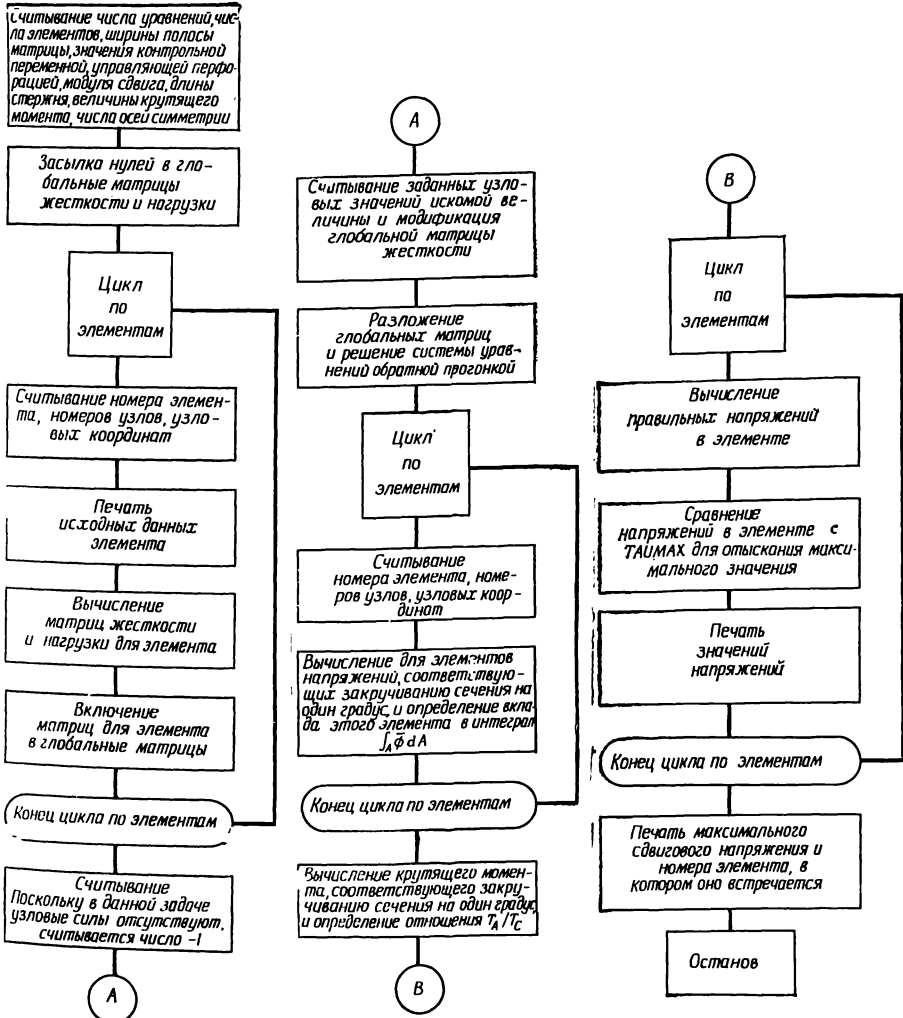 Считывание числа уравнений, чис-
ла элементов, ширины полосы
матрицы, значения контрольной
переменной, управляющей перфо-
рацией, модуля сдвига, длины
стержня, величины крутящего
момента, числа осей симметрии
Засылка нулей в гло-
бальные матрицы
жесткости и нагрузки
Цикл
по
элементам
Считывание номера элемен-
та, номеров узлов, узло-
вых координат
Печать
исходных данных
элемента
Вычисление
матриц жесткости
и нагрузки для элемента
Включение
матриц для элемента
в глобальные матрицы
Конец цикла по элементам
Считывание
Поскольку в данной задаче
узловые силы отсутствуют,
считывается число -1
A
A
Считывание заданных узло-
вых значений искомой ве-
личины и модификация
глобальной матрицы
жесткости
Разложение
глобальных матриц
и решение системы урав-
нений обратной прогонкой
Цикл
по
элементам
Считывание
номера элемента, номе-
ров узлов, узловых коор-
динат
Вычисление для элементов
напряжений, соответствую-
щих закручиванию сечения на
один градус, и определение вкла-
да этого элемента в интеграл
∫_A Φ̄ dA
Конец цикла по элементам
Вычисление крутящего момен-
та, соответствующего закру-
чиванию сечения на один градус,
и определение отношения T_A/T_C
B
B
Цикл
по
элементам
Вычисление
правильных напряжений
в элементе
Сравнение
напряжений в элементе с
TAUMAX для отыскания макси-
мального значения
Печать
значений
напряжений
Конец цикла по элементам
Печать максимального
сдвигового напряжения и
номера элемента, в
котором оно встречается
Останов